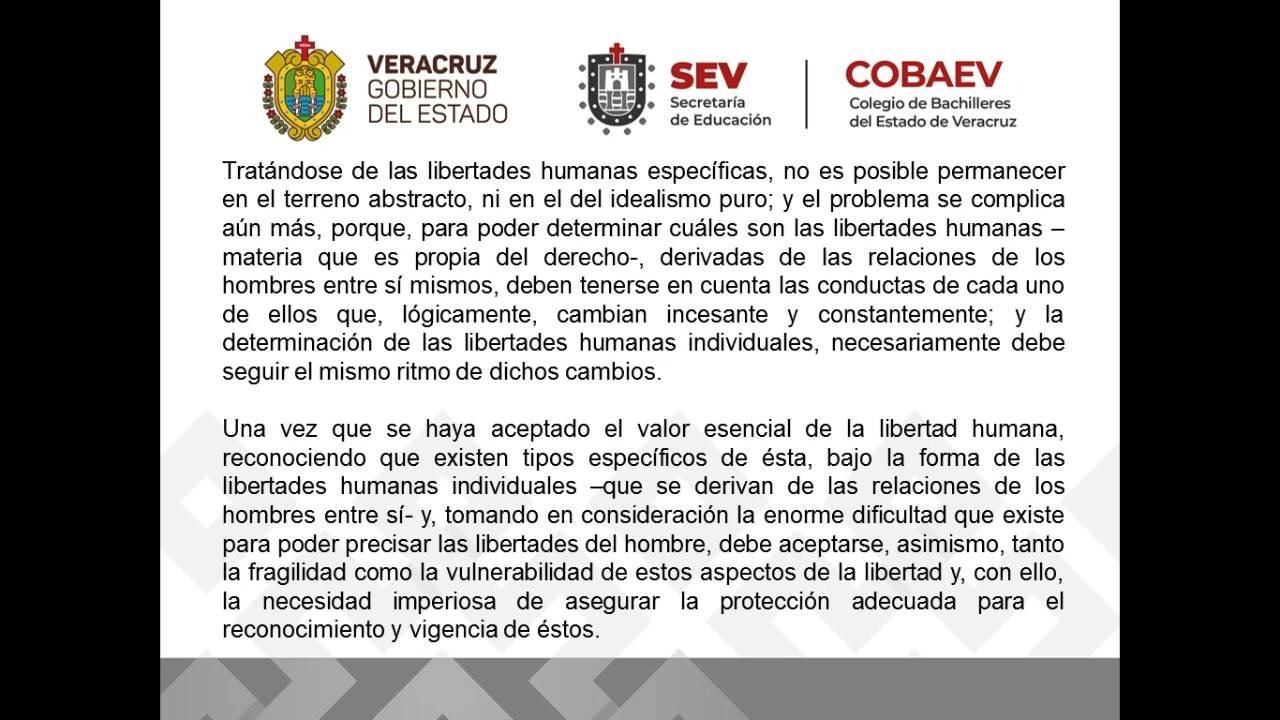 VERACRUZ
GOBIERNO
DEL ESTADO
VERA
SEV
Secretaría
de Educación
COBAEV
Colegio de Bachilleres
del Estado de Veracruz
Tratándose de las libertades humanas específicas, no es posible permanecer
en el terreno abstracto, ni en el del idealismo puro; y el problema se complica
aún más, porque, para poder determinar cuáles son las libertades humanas –
materia que es propia del derecho-, derivadas de las relaciones de los
hombres entre sí mismos, deben tenerse en cuenta las conductas de cada uno
de ellos que, lógicamente, cambian incesante y constantemente; y la
determinación de las libertades humanas individuales, necesariamente debe
seguir el mismo ritmo de dichos cambios.
Una vez que se haya aceptado el valor esencial de la libertad humana,
reconociendo que existen tipos específicos de ésta, bajo la forma de las
libertades humanas individuales –que se derivan de las relaciones de los
hombres entre sí- y, tomando en consideración la enorme dificultad que existe
para poder precisar las libertades del hombre, debe aceptarse, asimismo, tanto
la fragilidad como la vulnerabilidad de estos aspectos de la libertad y, con ello,
la necesidad imperiosa de asegurar la protección adecuada para el
reconocimiento y vigencia de éstos.